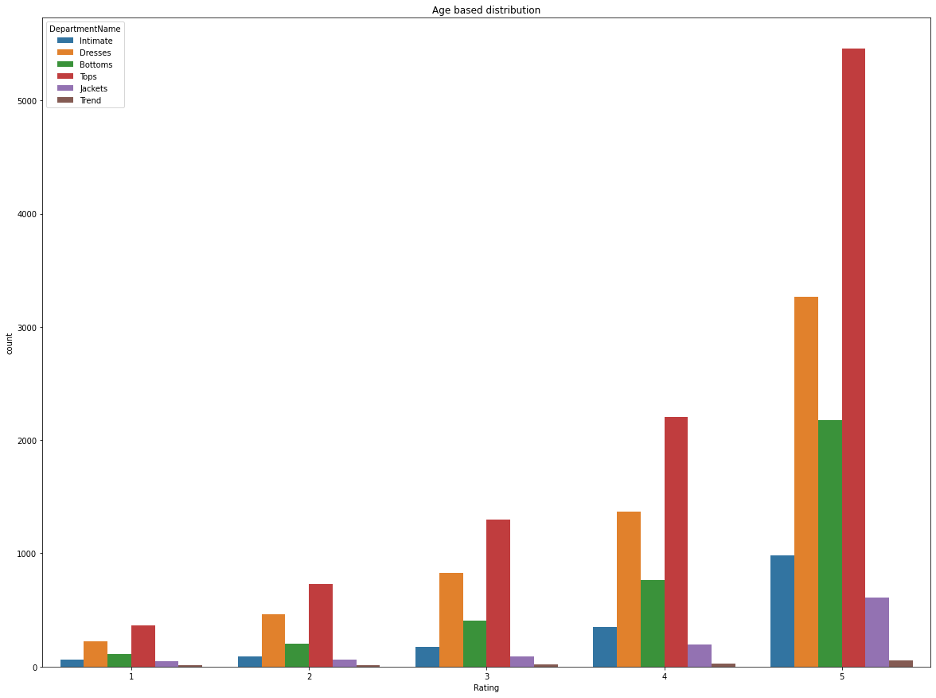 Age based distribution
DepartmentName
Intimate
Dresses
Bottoms
Tops
Jackets
Trend
5000
4000
3000
2000
1000
0
count
1 2 3 4 5
Rating